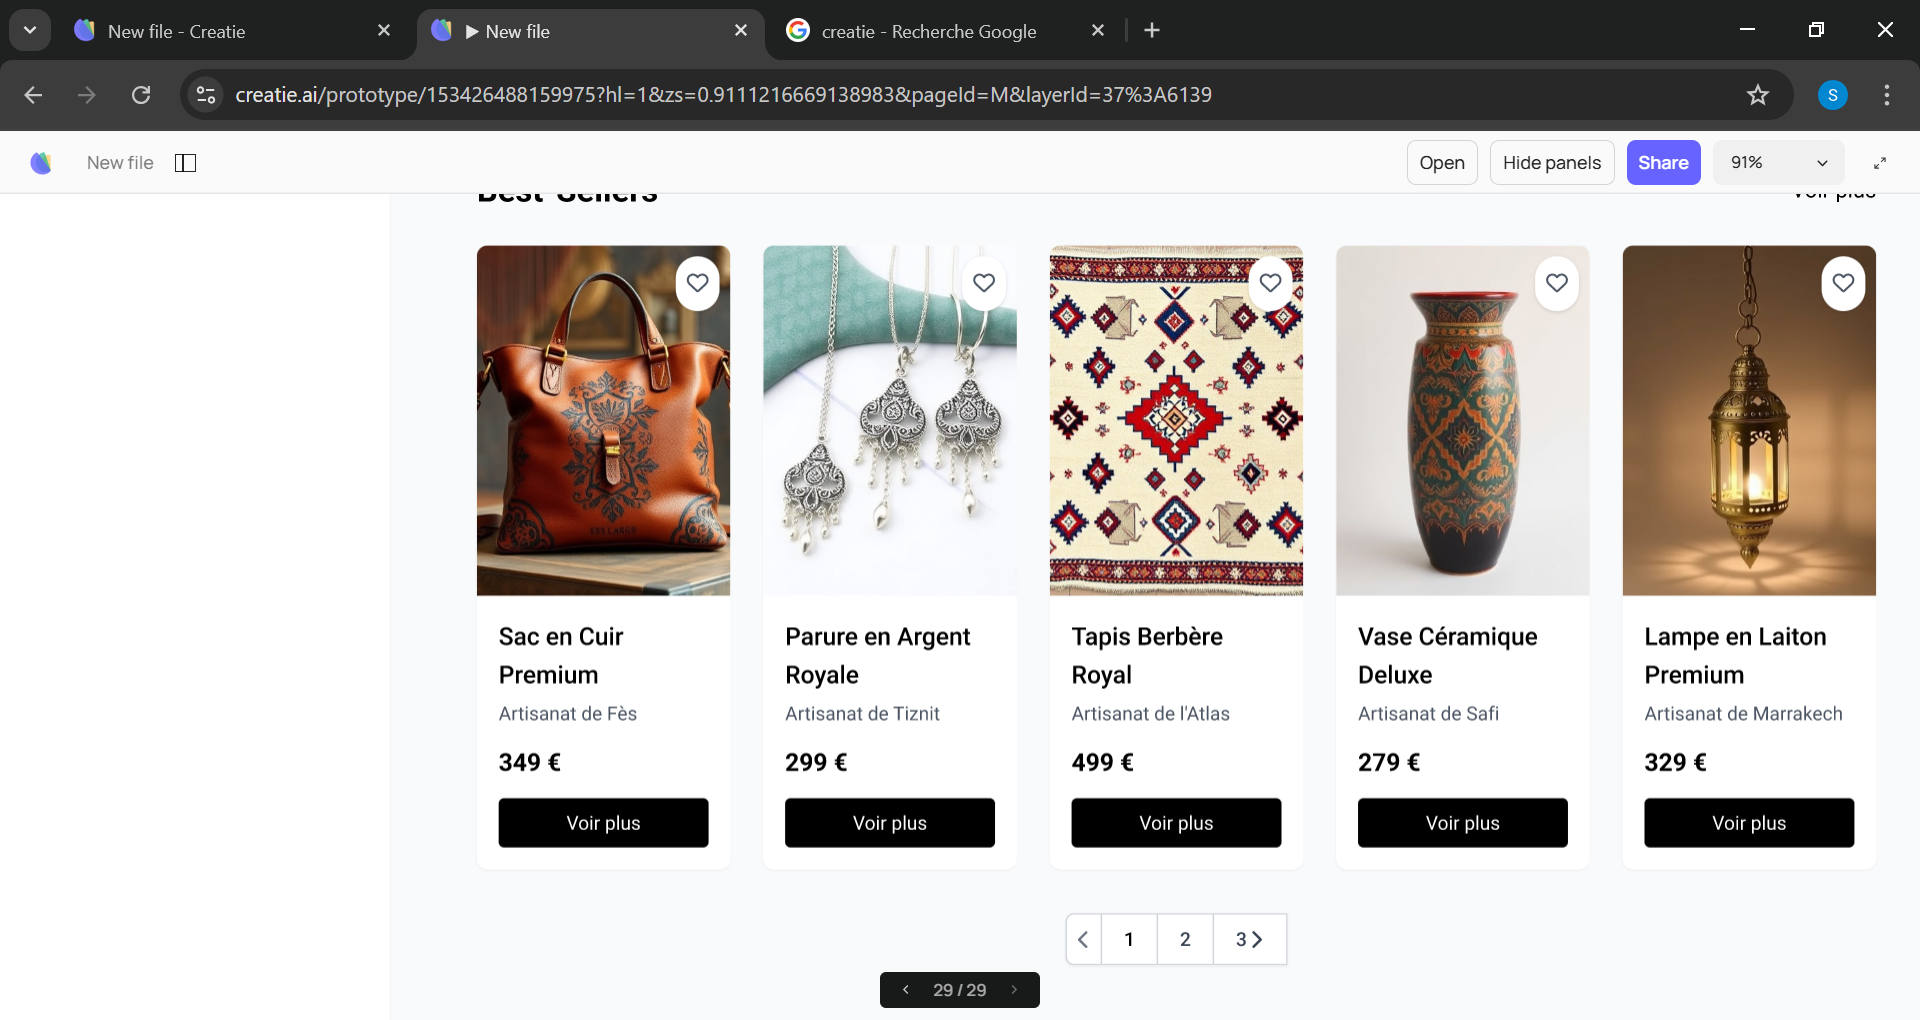 New file - Creatie
New file
creatie - Recherche Google
creatie.ai/prototype/153426488159975?hl=1&zs=0.9111216669138983&pageId=M&layerId=37%3A6139
S
New file
Open
Hide panels
Share
91%
Best Sellers
Voir plus
Sac en Cuir
Premium
Artisanat de Fès
349 €
Voir plus
Parure en Argent
Royale
Artisanat de Tiznit
299 €
Voir plus
Tapis Berbère
Royal
Artisanat de l'Atlas
499 €
Voir plus
Vase Céramique
Deluxe
Artisanat de Safi
279 €
Voir plus
Lampe en Laiton
Premium
Artisanat de Marrakech
329 €
Voir plus
1
2
3
29 / 29